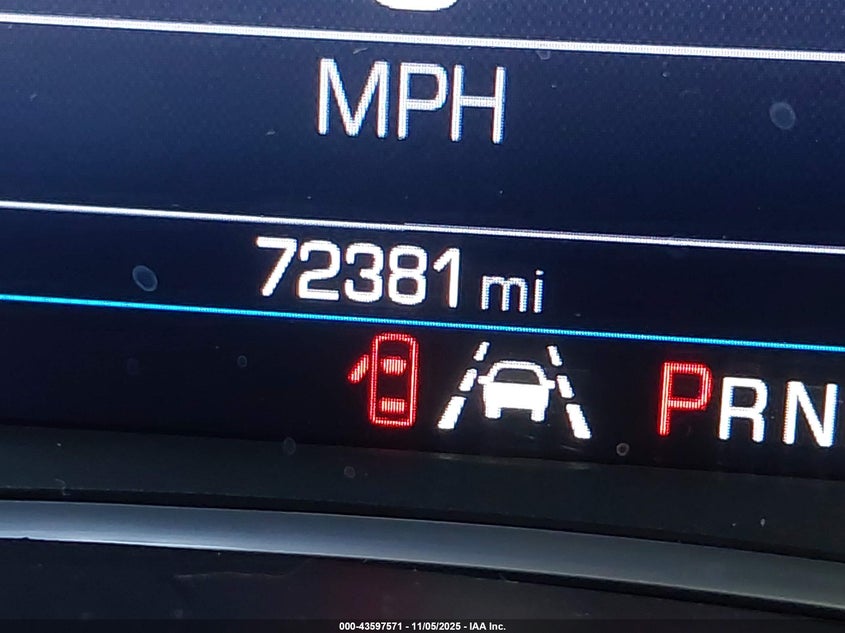 MPH
72381 mi
PRN
000-43597571 - 11/05/2025 - IAA Inc.